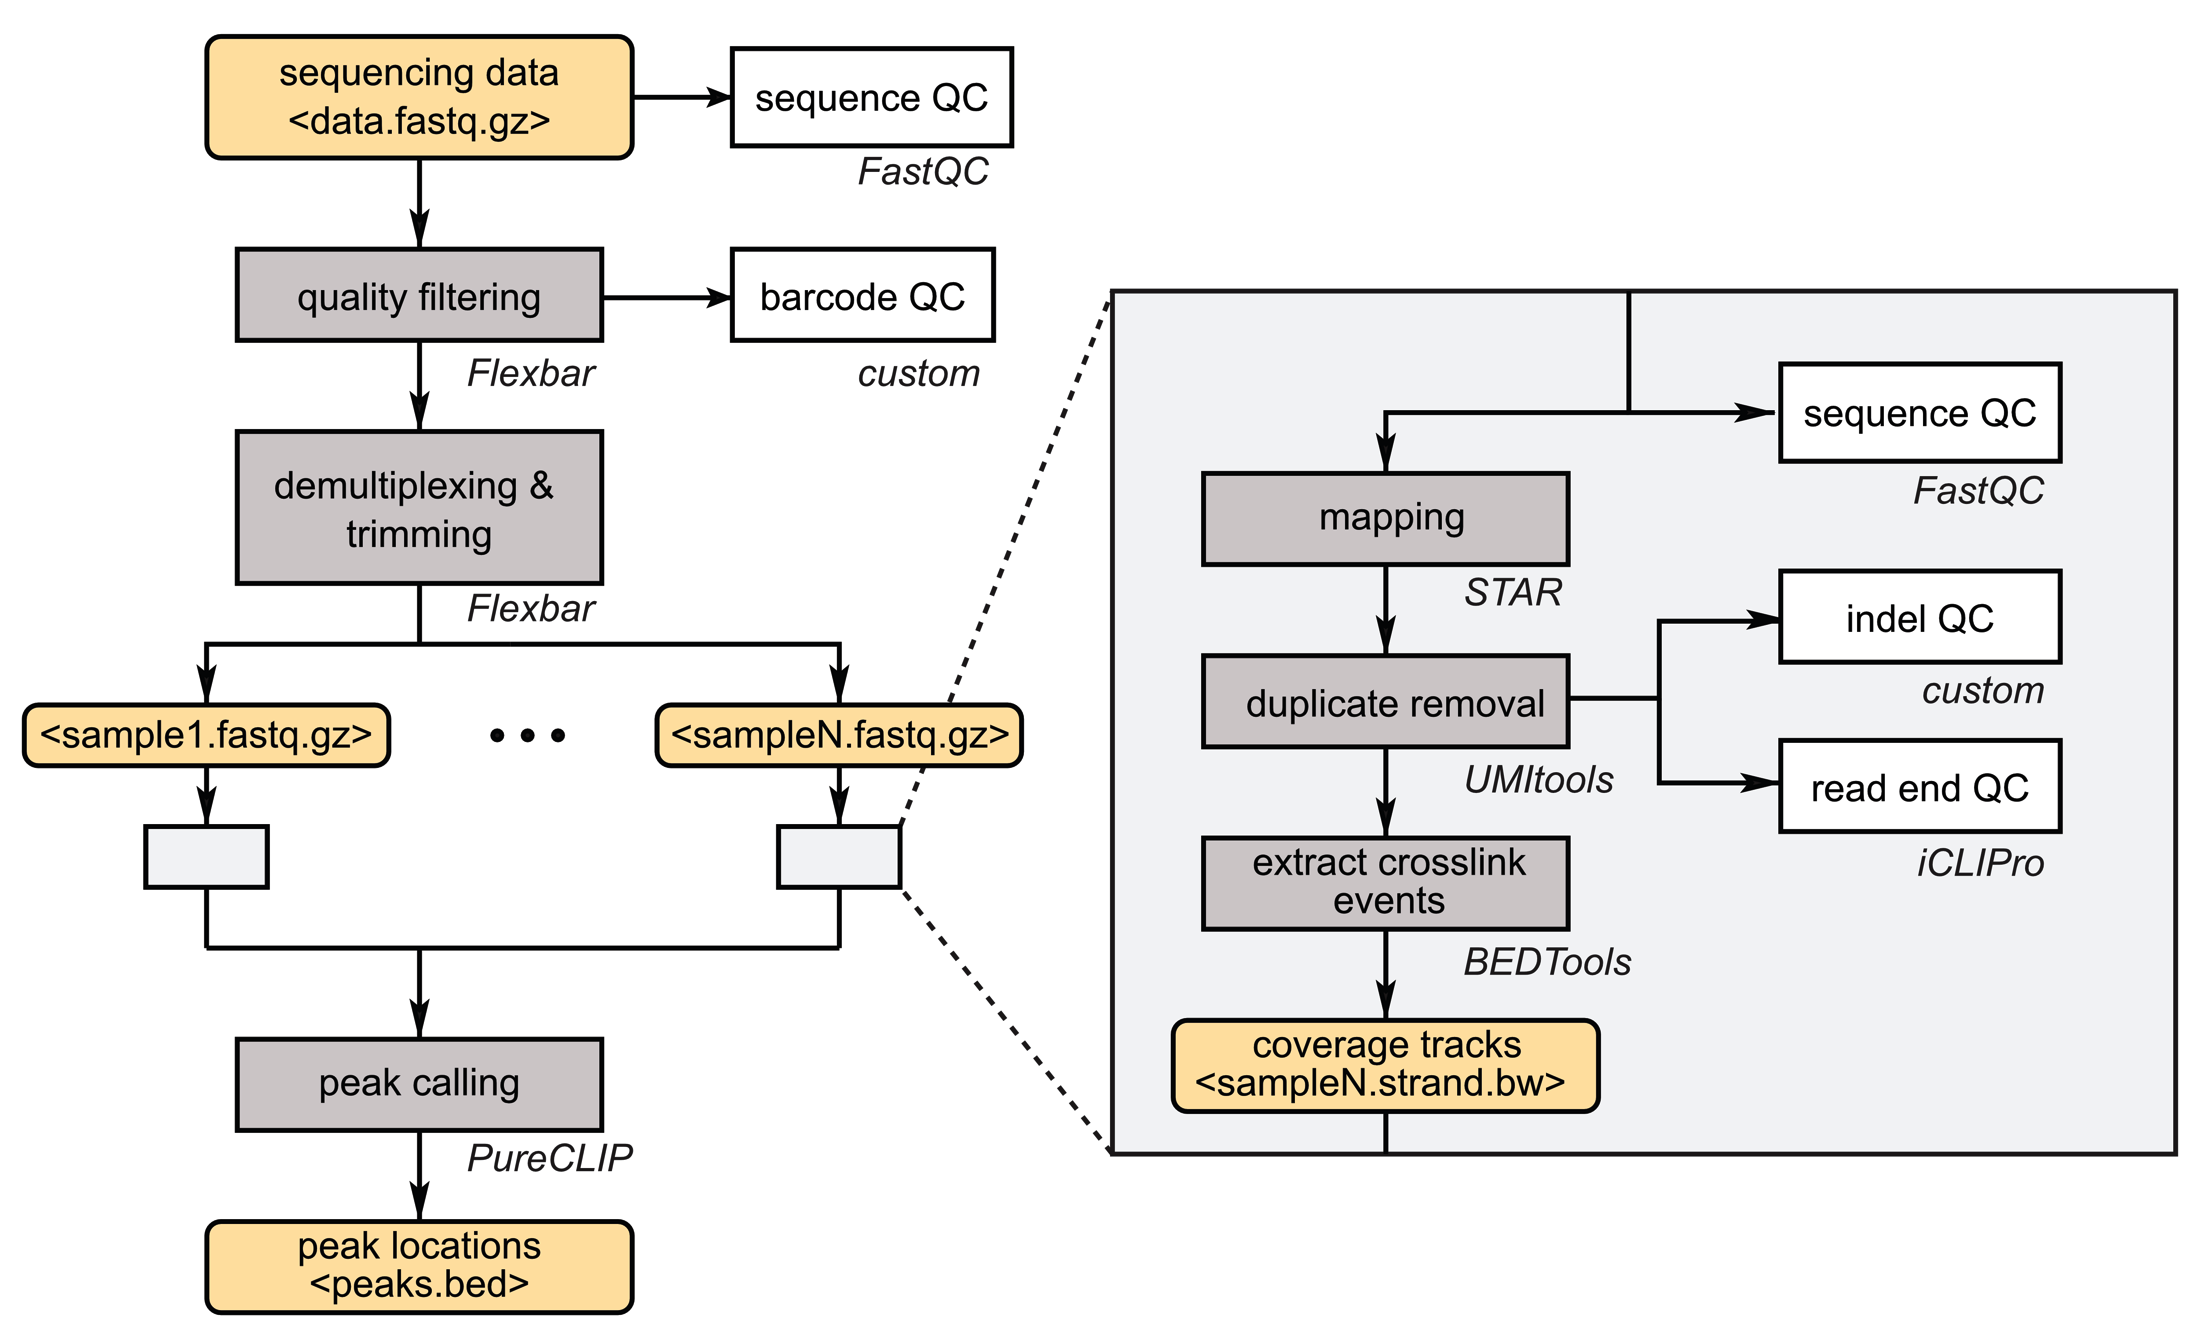 sequencing data
<data.fastq.gz>
sequence QC
FastQC
quality filtering
Flexbar
barcode QC
custom
demultiplexing &
trimming
Flexbar
<sample1.fastq.gz>
<sampleN.fastq.gz>
peak calling
PureCLIP
peak locations
<peaks.bed>
sequence QC
FastQC
mapping
STAR
duplicate removal
UMItools
indel QC
custom
read end QC
iCLIPro
extract crosslink
events
BEDTools
coverage tracks
<sampleN.strand.bw>